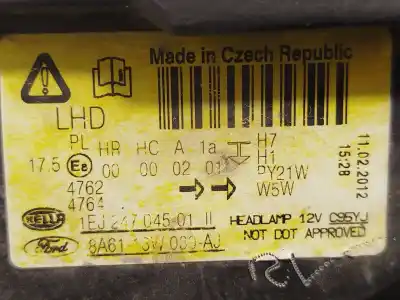 Made in Czech Republic
LHD
PL HR HC A 1a
17.5 E8 00 00 02 01
4762
4764
H7
H1
PY21W
W5W
11.02.2012
15:28
HELLA 1EJ 247 045-01 II
HEADLAMP 12V C95YJ
Ford 8A61-13W030-AJ
NOT DOT APPROVED